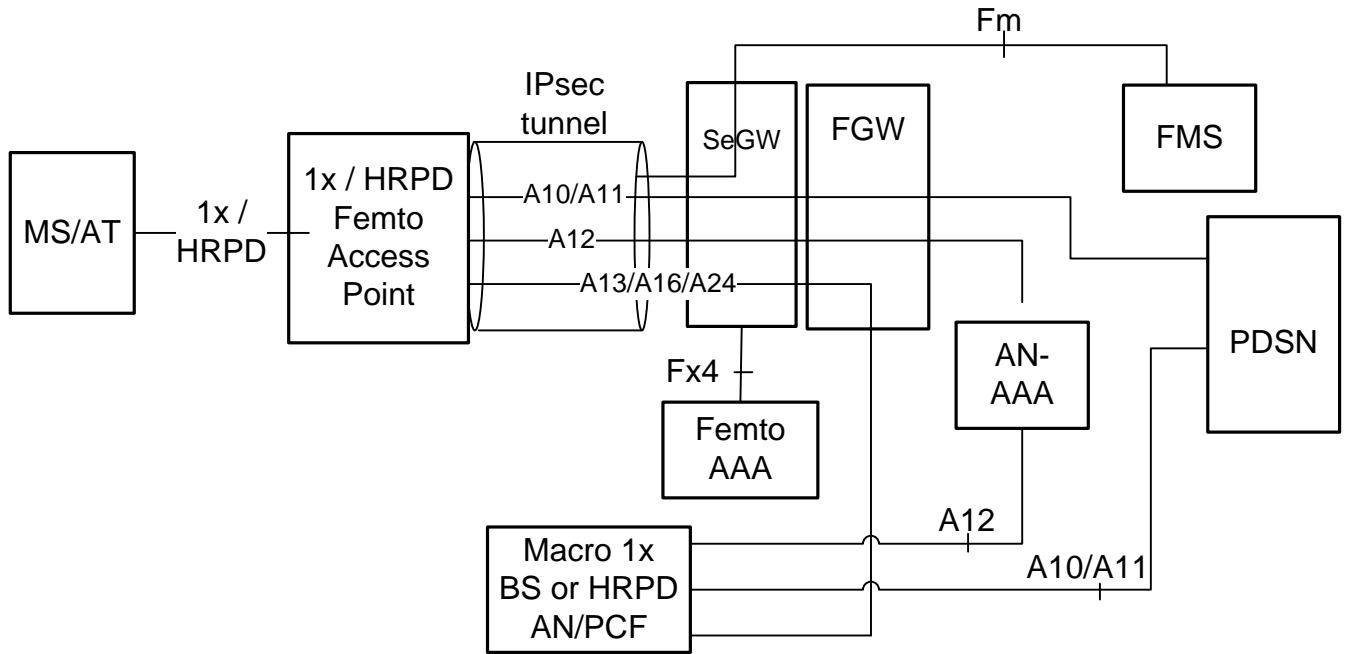 Fm
IPsec
tunnel
SeGW
FGW
FMS
MS/AT
1x /
HRPD
1x / HRPD
Femto
Access
Point
A10/A11
A12
A13/A16/A24
PDSN
Fx4
AN-
AAA
Femto
AAA
A12
A10/A11
Macro 1x
BS or HRPD
AN/PCF